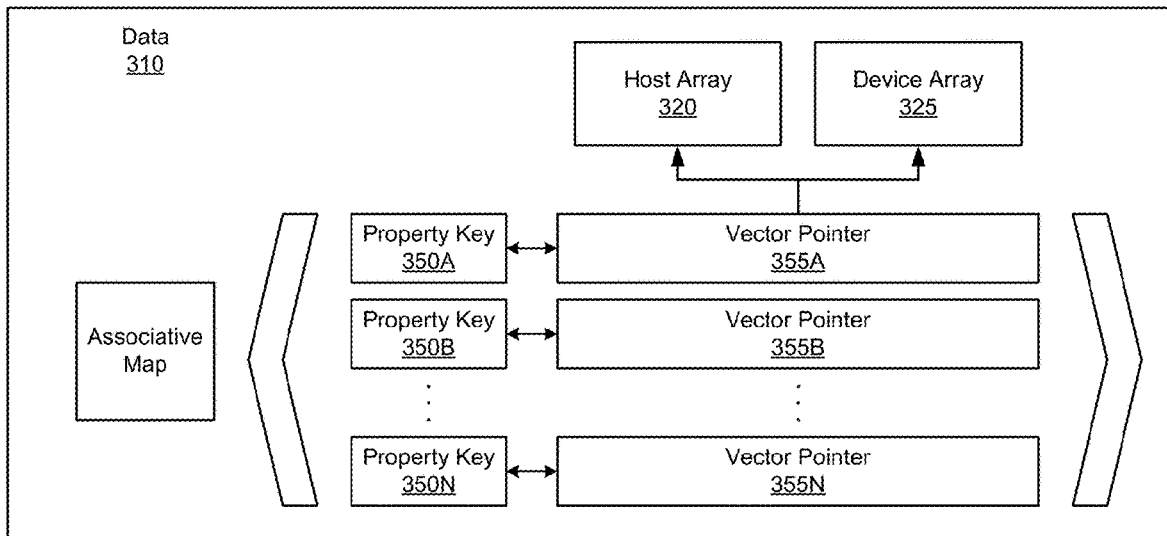 Data
310
Host Array
320
Device Array
325
Property Key
350A
Vector Pointer
355A
Associative
Map
Property Key
350B
Vector Pointer
355B
Property Key
350N
Vector Pointer
355N